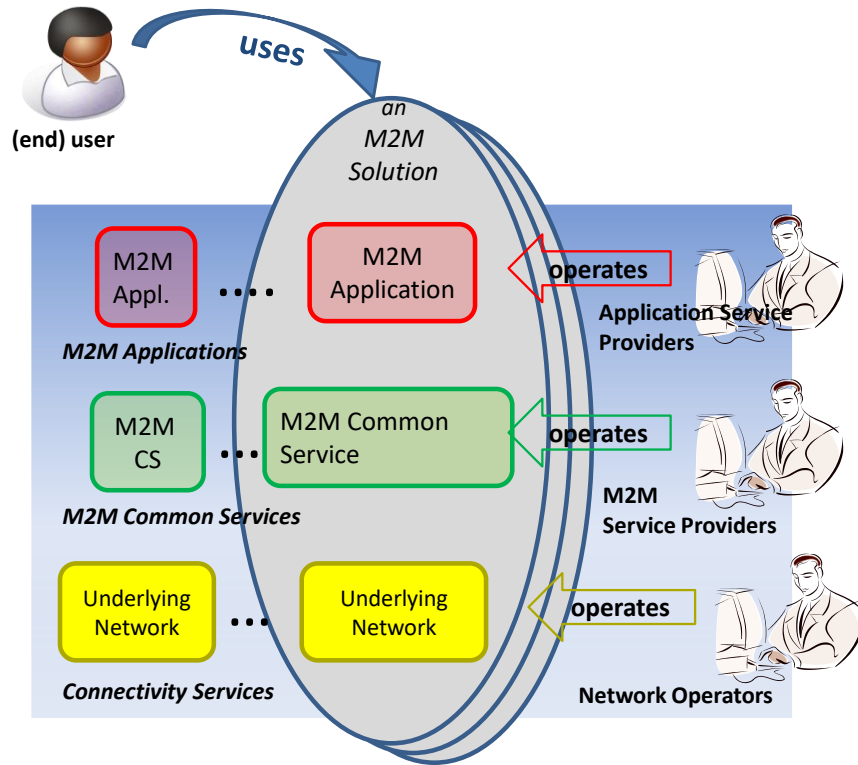 uses
(end) user
an
M2M
Solution
M2M
Appl.
....
M2M
Application
operates
Application Service
Providers
M2M Applications
M2M
CS
...
M2M Common
Service
operates
M2M
Service Providers
M2M Common Services
Underlying
Network
...
Underlying
Network
operates
Connectivity Services
Network Operators